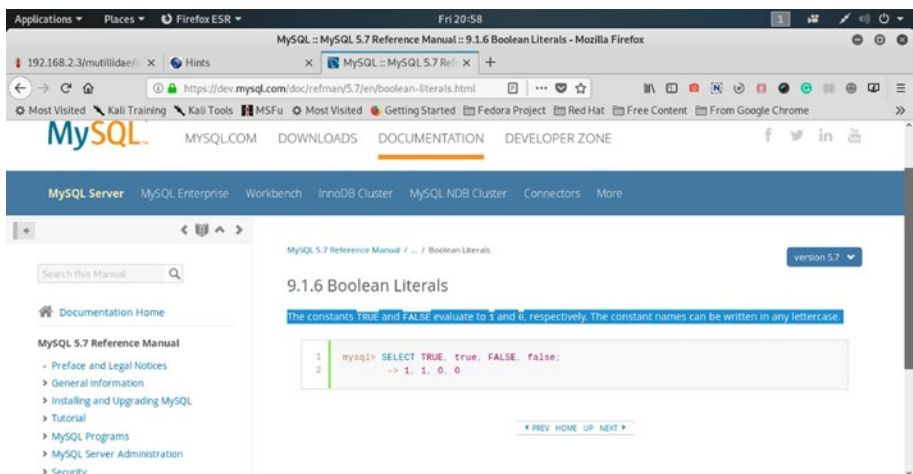 Applications Places Firefox ESR Fri 20:58 1
MySQL :: MySQL 5.7 Reference Manual :: 9.1.6 Boolean Literals - Mozilla Firefox
192.168.2.3/mutillidae/ Hints MySQL :: MySQL 5.7 Ref
https://dev.mysql.com/doc/refman/5.7/en/boolean-literals.html
Most Visited Kali Training Kali Tools MSFu Most Visited Getting Started Fedora Project Red Hat Free Content From Google Chrome
MySQL MYSQL.COM DOWNLOADS DOCUMENTATION DEVELOPER ZONE
MySQL Server MySQL Enterprise Workbench InnoDB Cluster MySQL NDB Cluster Connectors More
MySQL 5.7 Reference Manual / ... / Boolean Literals
version 5.7
Search this Manual
9.1.6 Boolean Literals
Documentation Home
The constants TRUE and FALSE evaluate to 1 and 0, respectively. The constant names can be written in any lettercase.
MySQL 5.7 Reference Manual
Preface and Legal Notices
General Information
Installing and Upgrading MySQL
Tutorial
MySQL Programs
MySQL Server Administration
Security
1 mysql> SELECT TRUE, true, FALSE, false;
2 -> 1, 1, 0, 0
PREV HOME UP NEXT